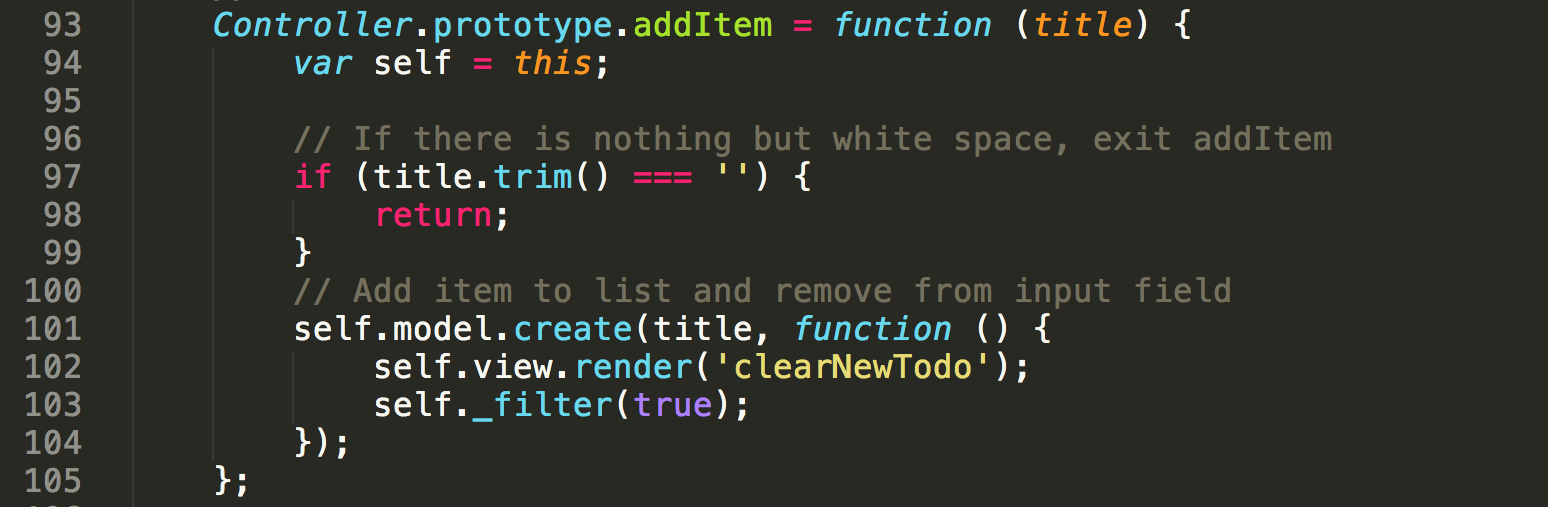 93 Controller.prototype.addItem = function (title) {
94 var self = this;
95
96 // If there is nothing but white space, exit addItem
97 if (title.trim() === '') {
98 return;
99 }
100 // Add item to list and remove from input field
101 self.model.create(title, function () {
102 self.view.render('clearNewTodo');
103 self._filter(true);
104 });
105 };